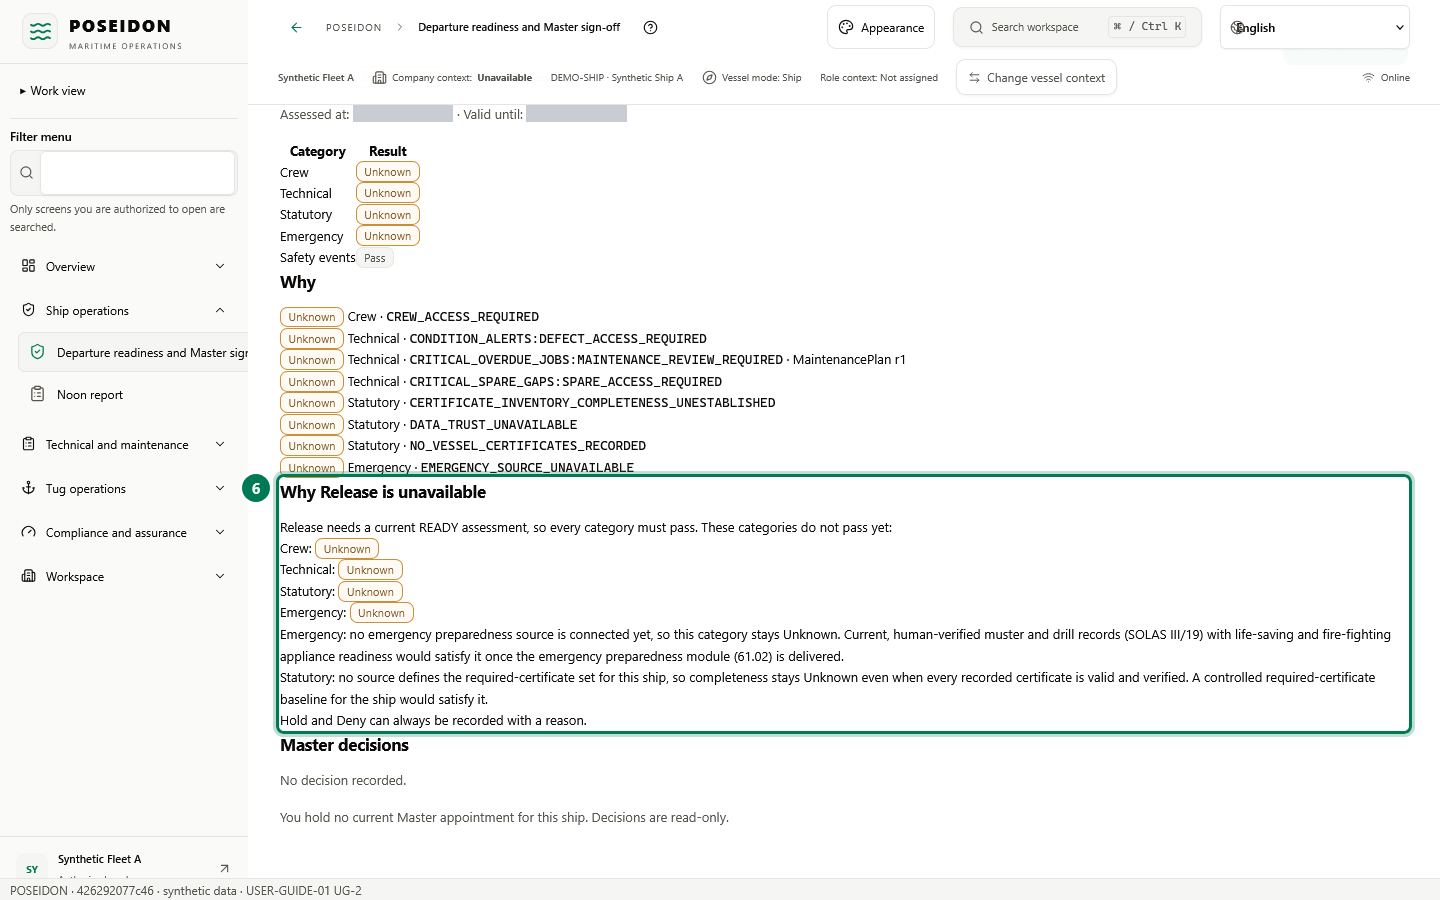 POSEIDON
MARITIME OPERATIONS
Work view
Filter menu
Only screens you are authorized to open are
searched.
Overview
Ship operations
Departure readiness and Master sign
Noon report
Technical and maintenance
Tug operations
Compliance and assurance
Workspace
SY
Synthetic Fleet A
POSEIDON
Departure readiness and Master sign-off
Appearance
Search workspace
⌘ / Ctrl K
English
Synthetic Fleet A
Company context: Unavailable
DEMO-SHIP · Synthetic Ship A
Vessel mode: Ship
Role context: Not assigned
Change vessel context
Online
Assessed at: · Valid until:
Category Result
Crew Unknown
Technical Unknown
Statutory Unknown
Emergency Unknown
Safety events Pass
Why
Unknown Crew · CREW_ACCESS_REQUIRED
Unknown Technical · CONDITION_ALERTS:DEFECT_ACCESS_REQUIRED
Unknown Technical · CRITICAL_OVERDUE_JOBS:MAINTENANCE_REVIEW_REQUIRED · MaintenancePlan r1
Unknown Technical · CRITICAL_SPARE_GAPS:SPARE_ACCESS_REQUIRED
Unknown Statutory · CERTIFICATE_INVENTORY_COMPLETENESS_UNESTABLISHED
Unknown Statutory · DATA_TRUST_UNAVAILABLE
Unknown Statutory · NO_VESSEL_CERTIFICATES_RECORDED
Unknown Emergency · EMERGENCY_SOURCE_UNAVAILABLE
6
Why Release is unavailable
Release needs a current READY assessment, so every category must pass. These categories do not pass yet:
Crew: Unknown
Technical: Unknown
Statutory: Unknown
Emergency: Unknown
Emergency: no emergency preparedness source is connected yet, so this category stays Unknown. Current, human-verified muster and drill records (SOLAS III/19) with life-saving and fire-fighting
appliance readiness would satisfy it once the emergency preparedness module (61.02) is delivered.
Statutory: no source defines the required-certificate set for this ship, so completeness stays Unknown even when every recorded certificate is valid and verified. A controlled required-certificate
baseline for the ship would satisfy it.
Hold and Deny can always be recorded with a reason.
Master decisions
No decision recorded.
You hold no current Master appointment for this ship. Decisions are read-only.
POSEIDON · 426292077c46 · synthetic data · USER-GUIDE-01 UG-2